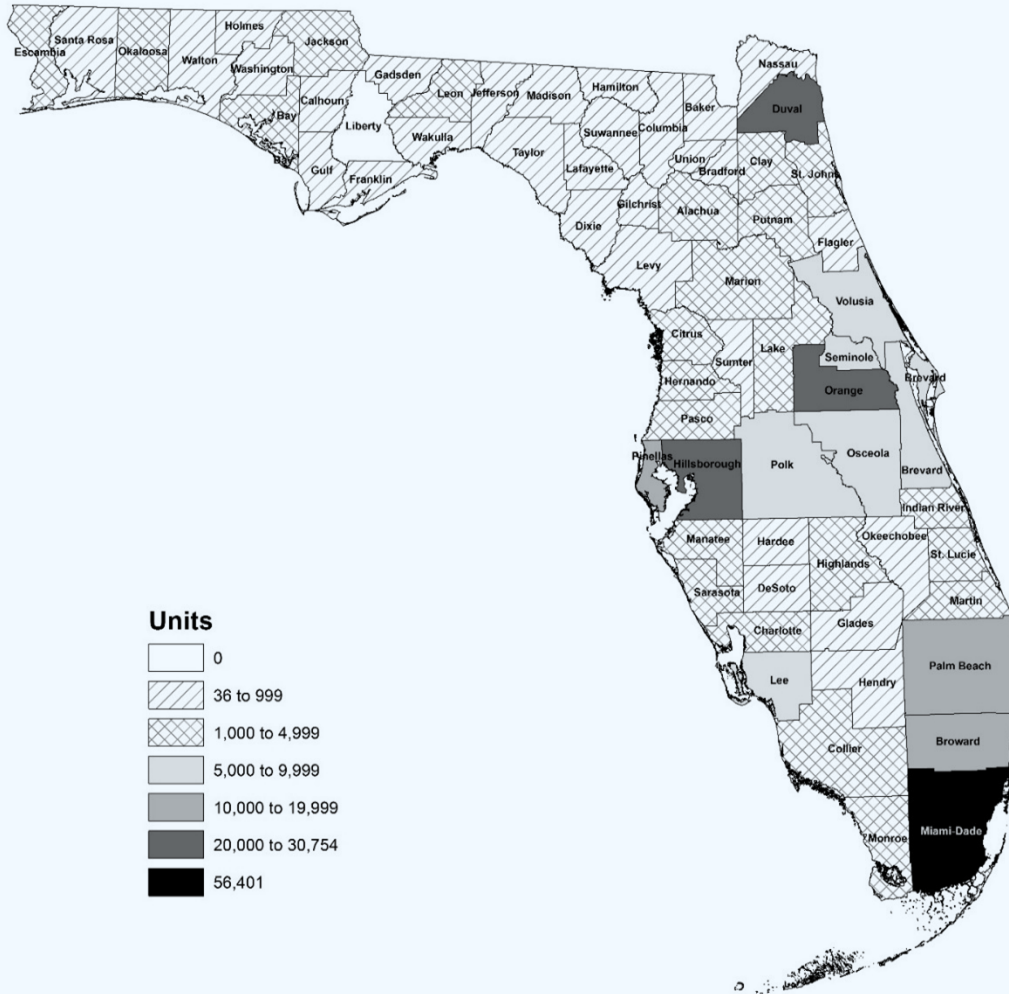 Holmes
Santa Rosa
Escambia
Okaloosa
Walton
Washington
Jackson
Gadsden
Leon
Jefferson
Madison
Hamilton
Nassau
Duval
Baker
Calhoun
Liberty
Bay
Bay
Wakulla
Suwannee
Columbia
Gulf
Franklin
Taylor
Lafayette
Union
Bradford
Clay
St. Johns
Dixie
Gilchrist
Alachua
Putnam
Flagler
Levy
Marion
Volusia
Citrus
Sumter
Lake
Seminole
Brevard
Hernando
Orange
Pasco
Pinellas
Hillsborough
Polk
Osceola
Brevard
Indian River
Manatee
Hardee
Okeechobee
Highlands
St. Lucie
Sarasota
DeSoto
Martin
Charlotte
Glades
Palm Beach
Lee
Hendry
Broward
Collier
Miami-Dade
Monroe
Units
0
36 to 999
1,000 to 4,999
5,000 to 9,999
10,000 to 19,999
20,000 to 30,754
56,401